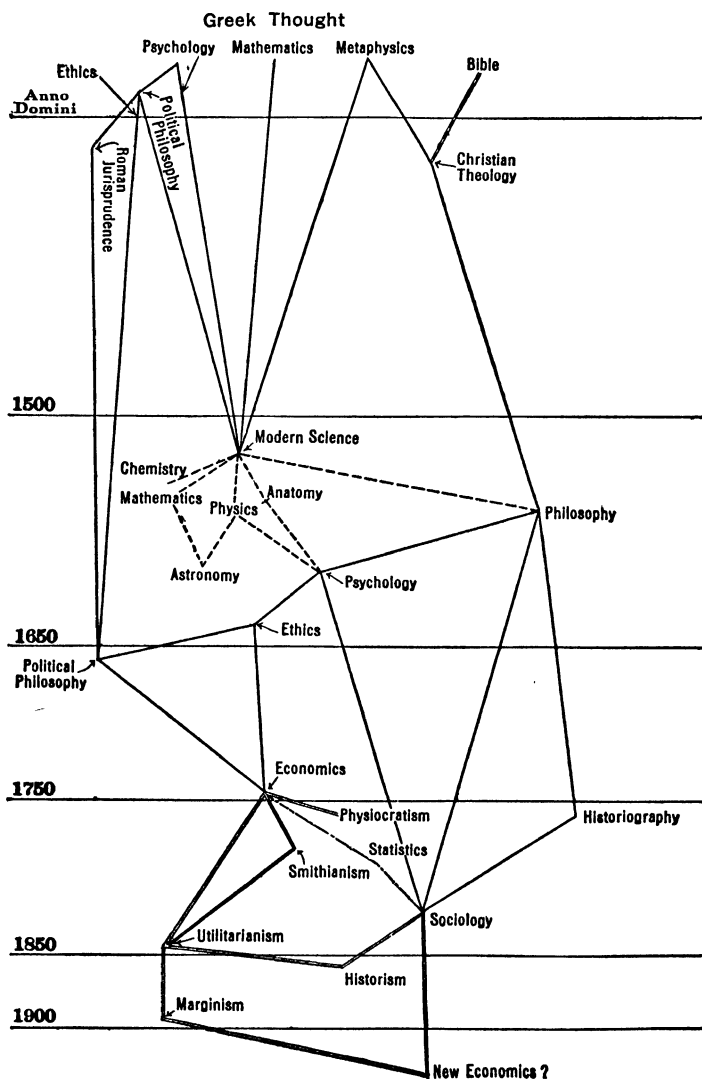 Greek Thought
Psychology
Mathematics
Metaphysics
Ethics
Bible
Anno
Domini
Political
Philosophy
Roman
Jurisprudence
Christian
Theology
1500
Modern Science
Chemistry
Mathematics
Physics
Anatomy
Philosophy
Astronomy
Psychology
Ethics
1650
Political
Philosophy
Economics
1750
Physiocratism
Historiography
Statistics
Smithianism
Sociology
Utilitarianism
1850
Historism
Marginism
1900
New Economics?